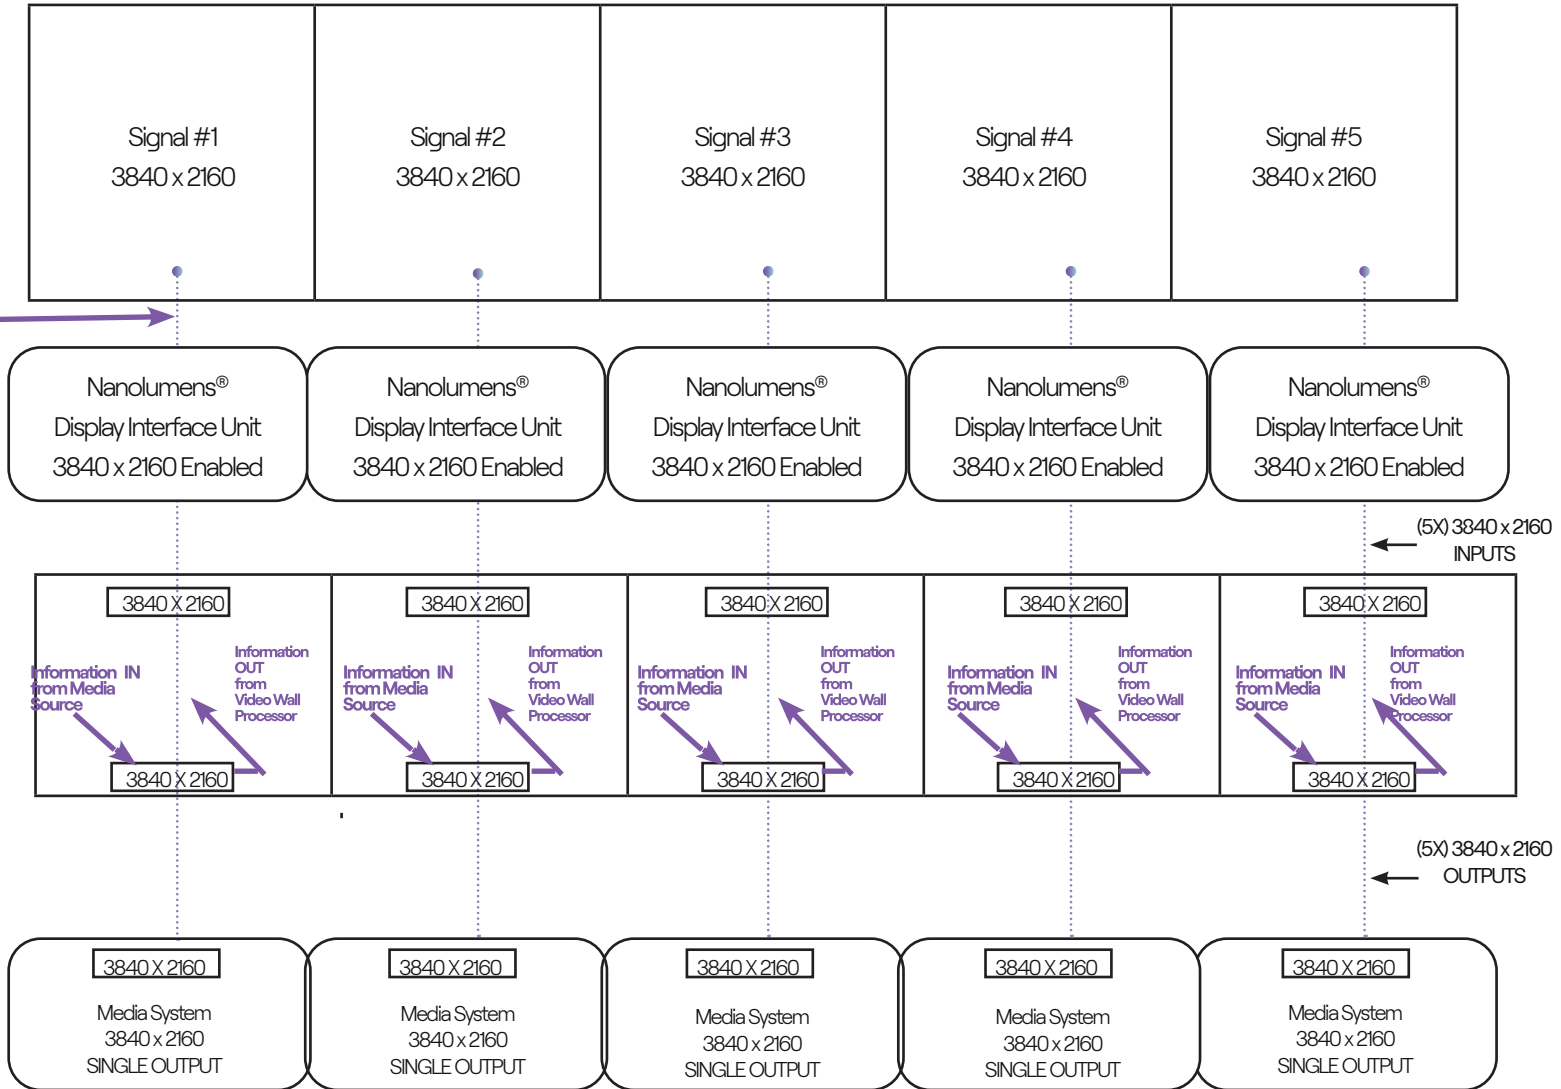 Signal #1
3840 x 2160
Signal #2
3840 x 2160
Signal #3
3840 x 2160
Signal #4
3840 x 2160
Signal #5
3840 x 2160
Nanolumens®
Display Interface Unit
3840 x 2160 Enabled
Nanolumens®
Display Interface Unit
3840 x 2160 Enabled
Nanolumens®
Display Interface Unit
3840 x 2160 Enabled
Nanolumens®
Display Interface Unit
3840 x 2160 Enabled
Nanolumens®
Display Interface Unit
3840 x 2160 Enabled
(5X) 3840 x 2160
INPUTS
3840 X 2160
Information IN
from Media
Source
Information
OUT
from
Video Wall
Processor
3840 X 2160
3840 X 2160
Information IN
from Media
Source
Information
OUT
from
Video Wall
Processor
3840 X 2160
3840 X 2160
Information IN
from Media
Source
Information
OUT
from
Video Wall
Processor
3840 X 2160
3840 X 2160
Information IN
from Media
Source
Information
OUT
from
Video Wall
Processor
3840 X 2160
3840 X 2160
Information IN
from Media
Source
Information
OUT
from
Video Wall
Processor
3840 X 2160
(5X) 3840 x 2160
OUTPUTS
3840 X 2160
Media System
3840 x 2160
SINGLE OUTPUT
3840 X 2160
Media System
3840 x 2160
SINGLE OUTPUT
3840 X 2160
Media System
3840 x 2160
SINGLE OUTPUT
3840 X 2160
Media System
3840 x 2160
SINGLE OUTPUT
3840 X 2160
Media System
3840 x 2160
SINGLE OUTPUT